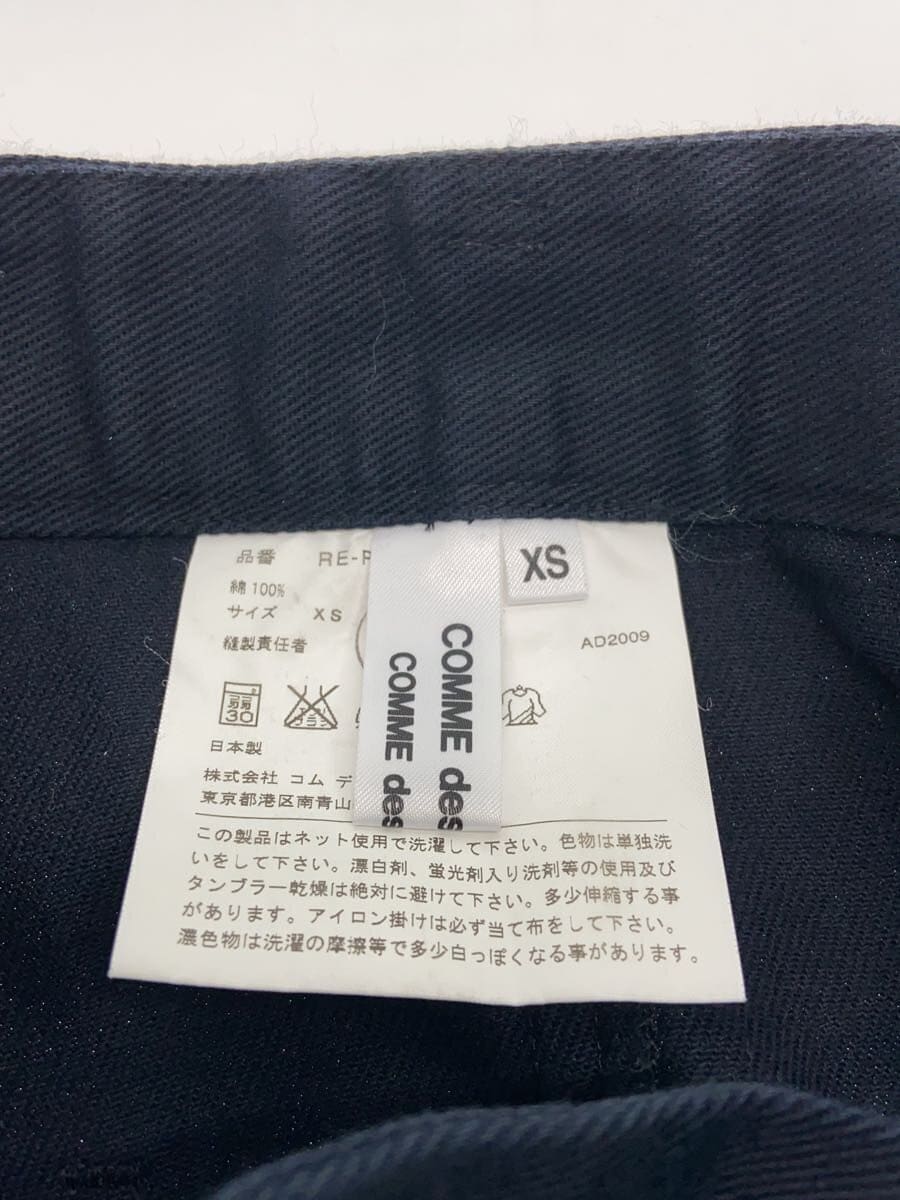 品番 RE-P
XS
綿100%
サイズ XS
縫製責任者
AD2009
COMME des
COMME des
弱
30
日本製
株式会社 コム デ
東京都港区南青山
この製品はネット使用で洗濯して下さい。色物は単独洗
いをして下さい。漂白剤、蛍光剤入り洗剤等の使用及び
タンブラー乾燥は絶対に避けて下さい。多少伸縮する事
があります。アイロン掛けは必ず当て布をして下さい。
濃色物は洗濯の摩擦等で多少白っぽくなる事があります。